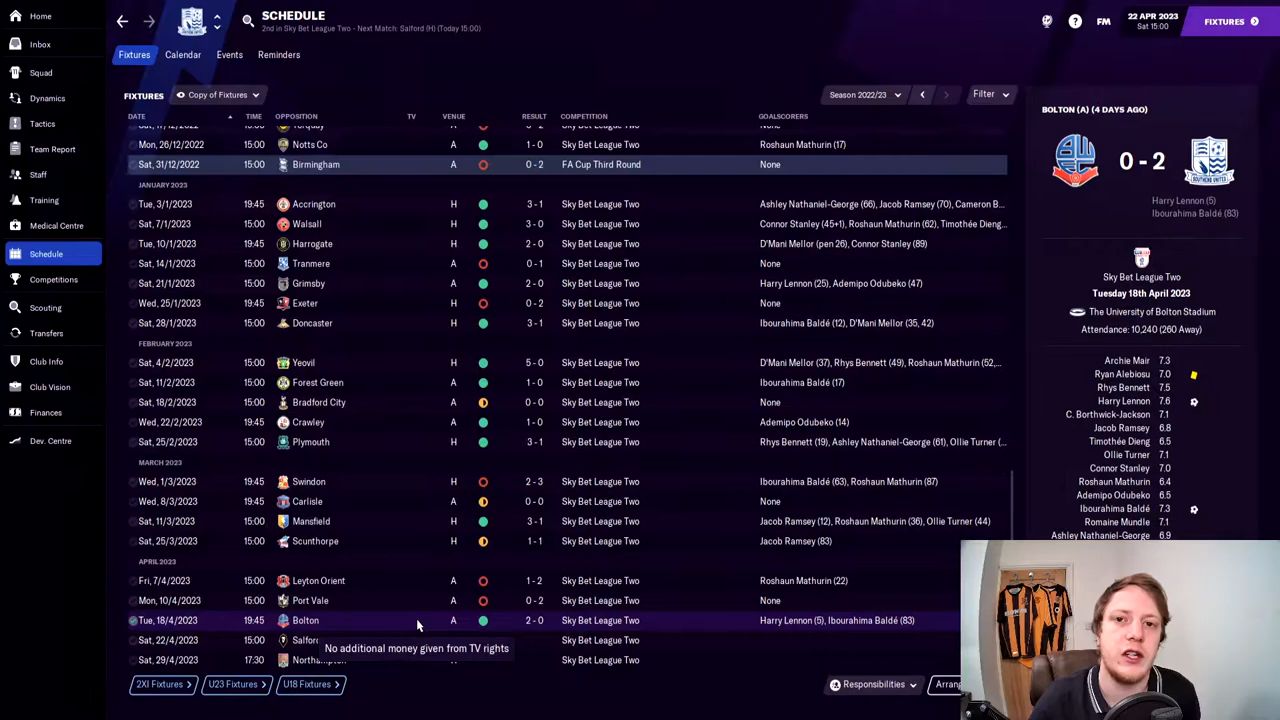 Home
Inbox
Squad
Dynamics
Tactics
Team Report
Staff
Training
Medical Centre
Schedule
Competitions
Scouting
Transfers
Club Info
Club Vision
Finances
Dev. Centre
SCHEDULE
2nd in Sky Bet League Two - Next Match: Salford (H) (Today 15:00)
FM
22 APR 2023
Sat 15:00
FIXTURES
Fixtures Calendar Events Reminders
FIXTURES Copy of Fixtures Season 2022/23 Filter
DATE TIME OPPOSITION TV VENUE RESULT COMPETITION GOALSCORERS
Sat, 17/12/2022 15:00 Torquay A Sky Bet League Two None
Mon, 26/12/2022 15:00 Notts Co A 1 - 0 Sky Bet League Two Roshaun Mathurin (17)
Sat, 31/12/2022 15:00 Birmingham A 0 - 2 FA Cup Third Round None
JANUARY 2023
Tue, 3/1/2023 19:45 Accrington H 3 - 1 Sky Bet League Two Ashley Nathaniel-George (66), Jacob Ramsey (70), Cameron B...
Sat, 7/1/2023 15:00 Walsall H 3 - 0 Sky Bet League Two Connor Stanley (45+1), Roshaun Mathurin (62), Timothée Dieng...
Tue, 10/1/2023 19:45 Harrogate H 2 - 0 Sky Bet League Two D'Mani Mellor (pen 26), Connor Stanley (89)
Sat, 14/1/2023 15:00 Tranmere A 0 - 1 Sky Bet League Two None
Sat, 21/1/2023 15:00 Grimsby A 2 - 0 Sky Bet League Two Harry Lennon (25), Ademipo Odubeko (47)
Wed, 25/1/2023 19:45 Exeter H 0 - 2 Sky Bet League Two None
Sat, 28/1/2023 15:00 Doncaster H 3 - 1 Sky Bet League Two Ibourahima Baldé (12), D'Mani Mellor (35, 42)
FEBRUARY 2023
Sat, 4/2/2023 15:00 Yeovil H 5 - 0 Sky Bet League Two D'Mani Mellor (37), Rhys Bennett (49), Roshaun Mathurin (52,...
Sat, 11/2/2023 15:00 Forest Green A 1 - 0 Sky Bet League Two Ibourahima Baldé (17)
Sat, 18/2/2023 15:00 Bradford City A 0 - 0 Sky Bet League Two None
Wed, 22/2/2023 19:45 Crawley A 1 - 0 Sky Bet League Two Ademipo Odubeko (14)
Sat, 25/2/2023 15:00 Plymouth H 3 - 1 Sky Bet League Two Rhys Bennett (19), Ashley Nathaniel-George (61), Ollie Turner (...
MARCH 2023
Wed, 1/3/2023 19:45 Swindon H 2 - 3 Sky Bet League Two Ibourahima Baldé (63), Roshaun Mathurin (87)
Wed, 8/3/2023 19:45 Carlisle A 0 - 0 Sky Bet League Two None
Sat, 11/3/2023 15:00 Mansfield H 3 - 1 Sky Bet League Two Jacob Ramsey (12), Roshaun Mathurin (36), Ollie Turner (44)
Sat, 25/3/2023 15:00 Scunthorpe H 1 - 1 Sky Bet League Two Jacob Ramsey (83)
APRIL 2023
Fri, 7/4/2023 15:00 Leyton Orient A 1 - 2 Sky Bet League Two Roshaun Mathurin (22)
Mon, 10/4/2023 15:00 Port Vale A 0 - 2 Sky Bet League Two None
Tue, 18/4/2023 19:45 Bolton A 2 - 0 Sky Bet League Two Harry Lennon (5), Ibourahima Baldé (83)
Sat, 22/4/2023 15:00 Salford Sky Bet League Two
No additional money given from TV rights
Sat, 29/4/2023 17:30 Northampton Sky Bet League Two
2XI Fixtures U23 Fixtures U18 Fixtures Responsibilities Arrang
BOLTON (A) (4 DAYS AGO)
0 - 2
Harry Lennon (5)
Ibourahima Baldé (83)
Sky Bet League Two
Tuesday 18th April 2023
The University of Bolton Stadium
Attendance: 10,240 (260 Away)
Archie Mair 7.3
Ryan Alebiosu 7.0
Rhys Bennett 7.5
Harry Lennon 7.6
C. Borthwick-Jackson 7.1
Jacob Ramsey 6.8
Timothée Dieng 6.5
Ollie Turner 7.1
Connor Stanley 7.0
Roshaun Mathurin 6.4
Ademipo Odubeko 6.5
Ibourahima Baldé 7.3
Romaine Mundle 7.1
Ashley Nathaniel-George 6.9